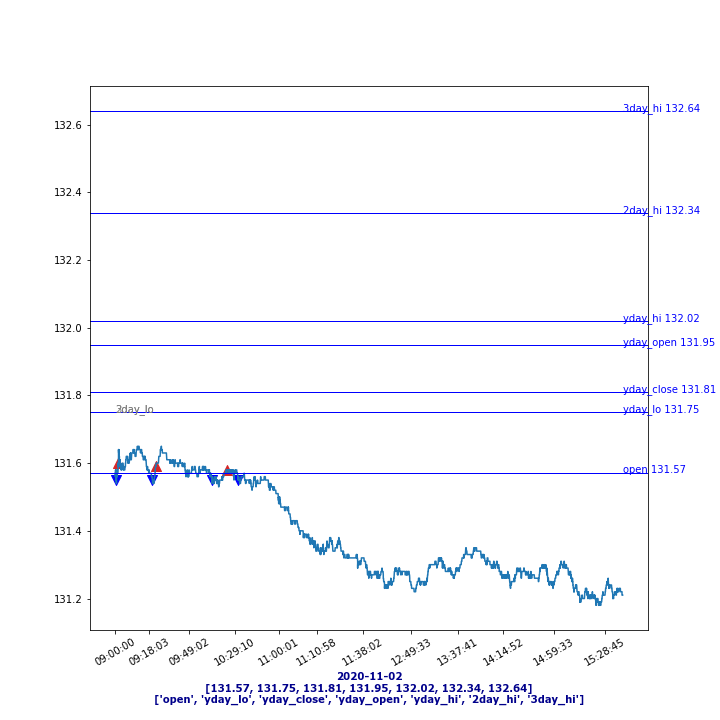 3day_hi 132.64
132.6
132.4
2day_hi 132.34
132.2
yday_hi 132.02
132.0
yday_open 131.95
yday_close 131.81
131.8
3day_lo
yday_lo 131.75
131.6
open 131.57
131.4
131.2
09:00:00 09:18:03 09:49:02 10:29:10 11:00:01 11:10:58 11:38:02 12:49:33 13:37:41 14:14:52 14:59:33 15:28:45
2020-11-02
[131.57, 131.75, 131.81, 131.95, 132.02, 132.34, 132.64]
['open', 'yday_lo', 'yday_close', 'yday_open', 'yday_hi', '2day_hi', '3day_hi']